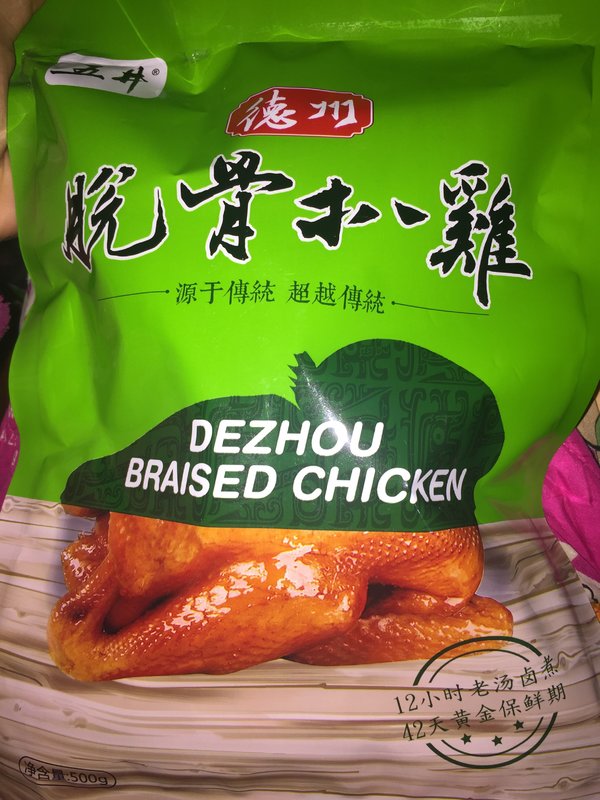 五井®
德州
脱骨扒雞
源于傳統 超越傳統
DEZHOU
BRAISED CHICKEN
12小时老汤卤煮
42天黄金保鲜期
净含量:500g